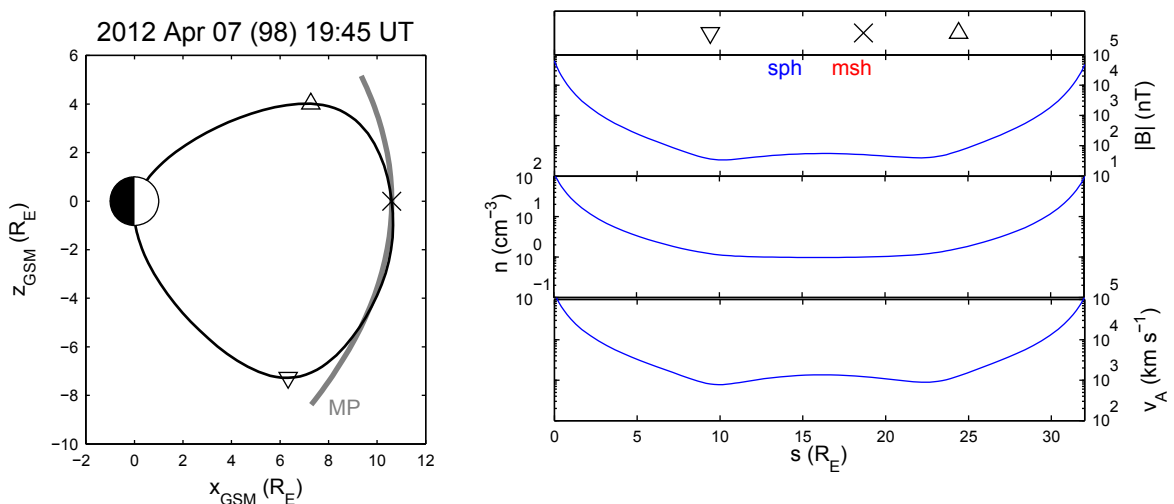 2012 Apr 07 (98) 19:45 UT
6
4
2
0
−2
−4
−6
−8
−10
z_GSM (R_E)
MP
−2 0 2 4 6 8 10 12
x_GSM (R_E)
sph msh
10^5
10^4
10^3
10^2
10^1
|B| (nT)
10^2
10^1
10^0
10^−1
n (cm^−3)
10^5
10^4
10^3
10^2
v_A (km s^−1)
0 5 10 15 20 25 30
s (R_E)